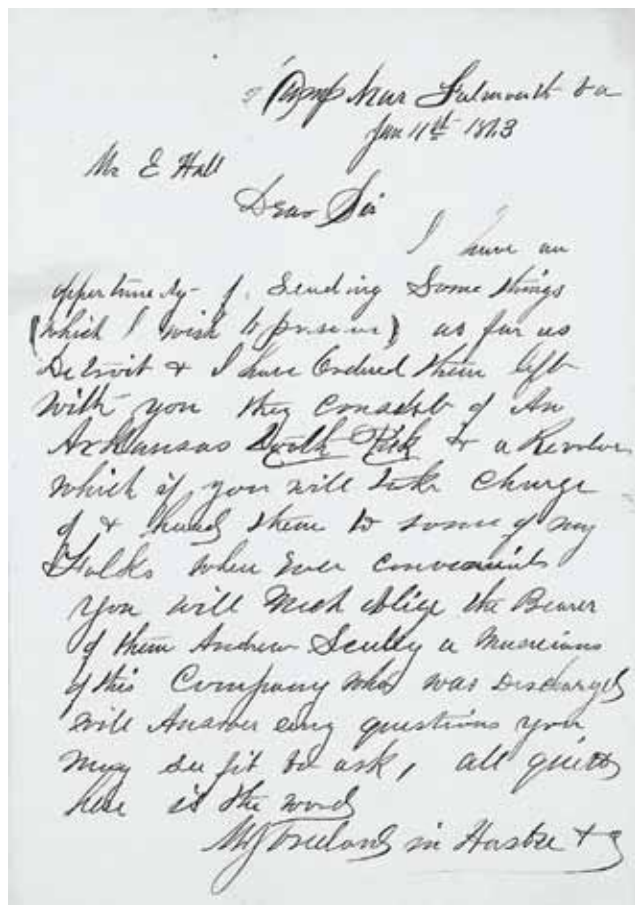 Camp Near Falmouth Va
Jan 11th 1863
Mr E Hall
Dear Sir
I have an
oppertunedy of Sending Some things
(which I wish to preserve) as far as
Detroit & I have Ordered them left
with you they consist of An
Arkansas Tooth Pick & a Revolver
which if you will take charge
of & hand them to some of my
Folks when ever conveniant
You will Much oblige the Bearer
of them Andrew Scully a Musician
of this Company who was Discharged
will Answer eny questions you
may see fit to ask, all quiet
here is the word
in Haste